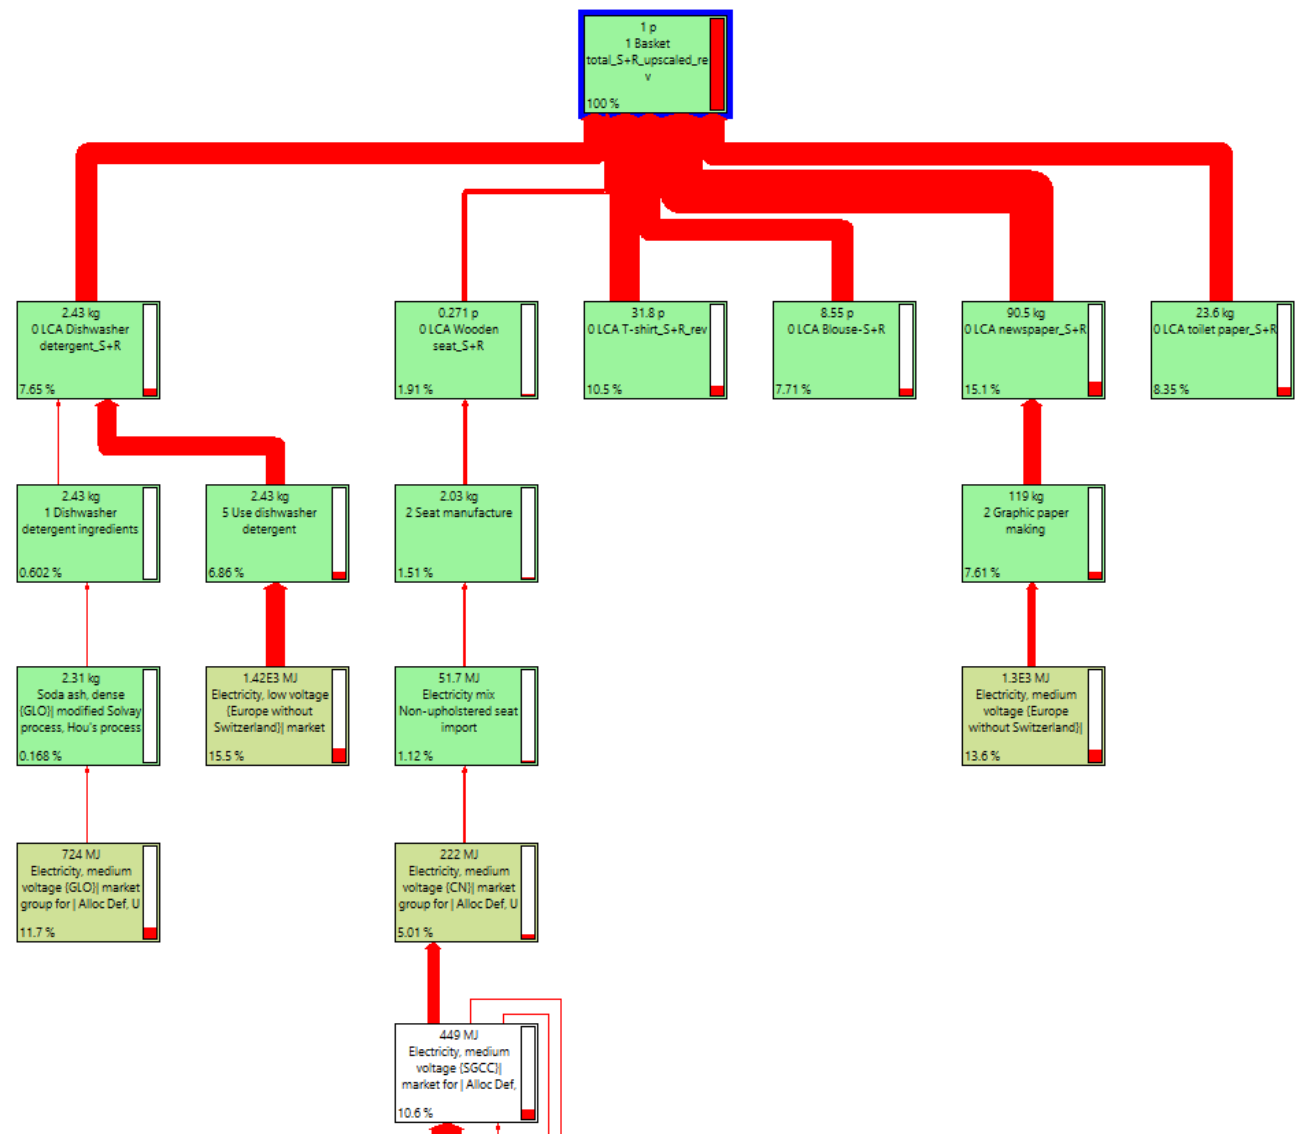 1 p
1 Basket
total_S+R_upscaled_re
v
100 %
2.43 kg
0 LCA Dishwasher
detergent_S+R
7.65 %
0.271 p
0 LCA Wooden
seat_S+R
1.91 %
31.8 p
0 LCA T-shirt_S+R_rev
10.5 %
8.55 p
0 LCA Blouse-S+R
7.71 %
90.5 kg
0 LCA newspaper_S+R
15.1 %
23.6 kg
0 LCA toilet paper_S+R
8.35 %
2.43 kg
1 Dishwasher
detergent ingredients
0.602 %
2.43 kg
5 Use dishwasher
detergent
6.86 %
2.03 kg
2 Seat manufacture
1.51 %
119 kg
2 Graphic paper
making
7.61 %
2.31 kg
Soda ash, dense
{GLO}| modified Solvay
process, Hou's process
0.168 %
1.42E3 MJ
Electricity, low voltage
{Europe without
Switzerland}| market
15.5 %
51.7 MJ
Electricity mix
Non-upholstered seat
import
1.12 %
1.3E3 MJ
Electricity, medium
voltage {Europe
without Switzerland}|
13.6 %
724 MJ
Electricity, medium
voltage {GLO}| market
group for | Alloc Def, U
11.7 %
222 MJ
Electricity, medium
voltage {CN}| market
group for | Alloc Def, U
5.01 %
449 MJ
Electricity, medium
voltage {SGCC}|
market for | Alloc Def,
10.6 %